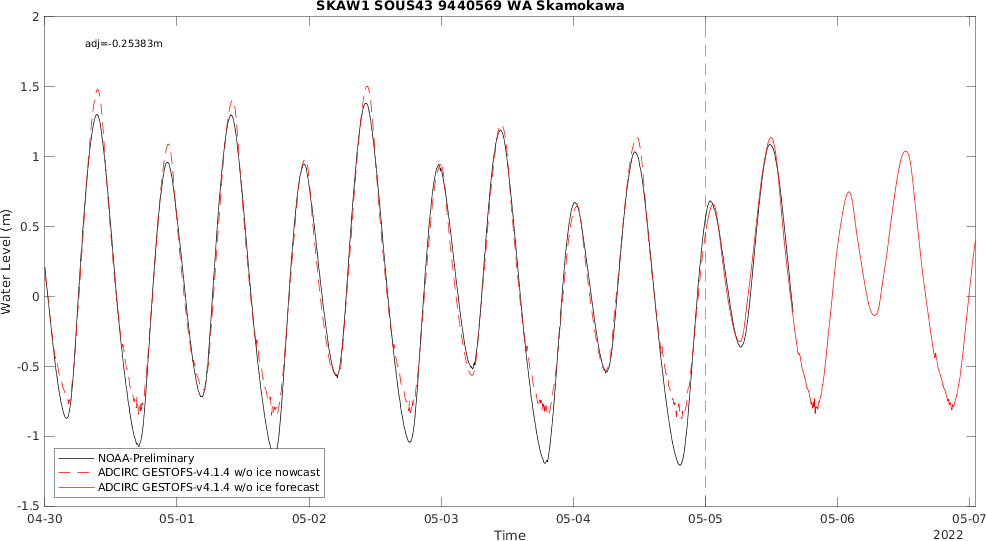 SKAW1 SOUS43 9440569 WA Skamokawa
adj=-0.25383m
Water Level (m)
2
1.5
1
0.5
0
-0.5
-1
-1.5
NOAA-Preliminary
ADCIRC GESTOFS-v4.1.4 w/o ice nowcast
ADCIRC GESTOFS-v4.1.4 w/o ice forecast
04-30 05-01 05-02 05-03 05-04 05-05 05-06 05-07
Time
2022